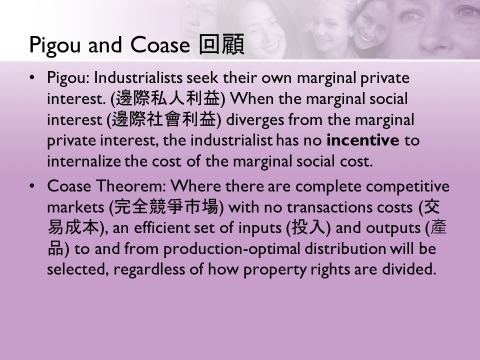 Pigou and Coase 回顧
• Pigou: Industrialists seek their own marginal private
interest. (邊際私人利益) When the marginal social
interest (邊際社會利益) diverges from the marginal
private interest, the industrialist has no incentive to
internalize the cost of the marginal social cost.
• Coase Theorem: Where there are complete competitive
markets (完全競爭市場) with no transactions costs (交
易成本), an efficient set of inputs (投入) and outputs (產
品) to and from production-optimal distribution will be
selected, regardless of how property rights are divided.